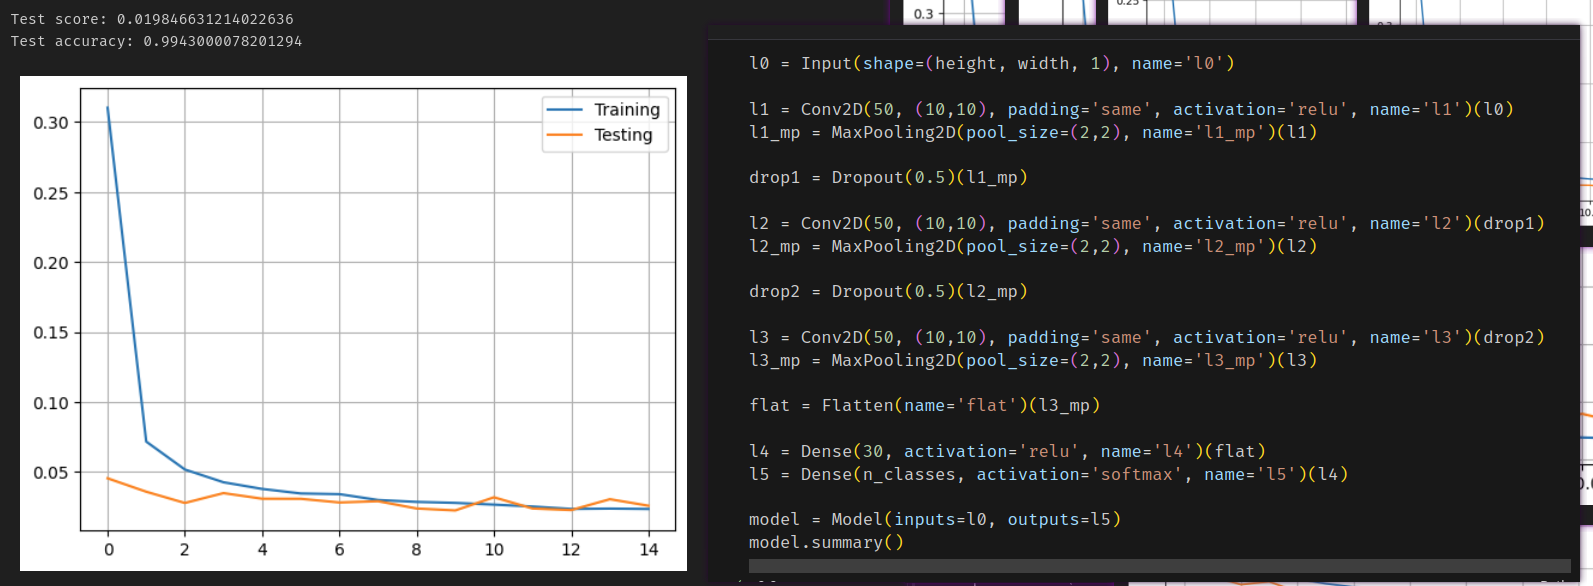 Test score: 0.019846631214022636
Test accuracy: 0.9943000078201294
0.30
0.25
0.20
0.15
0.10
0.05
0 2 4 6 8 10 12 14
Training
Testing
0.3
0.25
l0 = Input(shape=(height, width, 1), name='l0')
l1 = Conv2D(50, (10,10), padding='same', activation='relu', name='l1')(l0)
l1_mp = MaxPooling2D(pool_size=(2,2), name='l1_mp')(l1)
drop1 = Dropout(0.5)(l1_mp)
l2 = Conv2D(50, (10,10), padding='same', activation='relu', name='l2')(drop1)
l2_mp = MaxPooling2D(pool_size=(2,2), name='l2_mp')(l2)
drop2 = Dropout(0.5)(l2_mp)
l3 = Conv2D(50, (10,10), padding='same', activation='relu', name='l3')(drop2)
l3_mp = MaxPooling2D(pool_size=(2,2), name='l3_mp')(l3)
flat = Flatten(name='flat')(l3_mp)
l4 = Dense(30, activation='relu', name='l4')(flat)
l5 = Dense(n_classes, activation='softmax', name='l5')(l4)
model = Model(inputs=l0, outputs=l5)
model.summary()